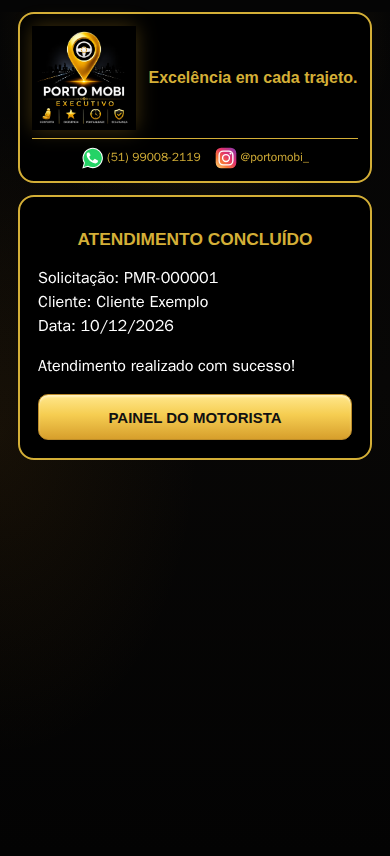 PORTO MOBI
EXECUTIVO
Excelência em cada trajeto.
(51) 99008-2119 @portomobi_
ATENDIMENTO CONCLUÍDO
Solicitação: PMR-000001
Cliente: Cliente Exemplo
Data: 10/12/2026
Atendimento realizado com sucesso!
PAINEL DO MOTORISTA